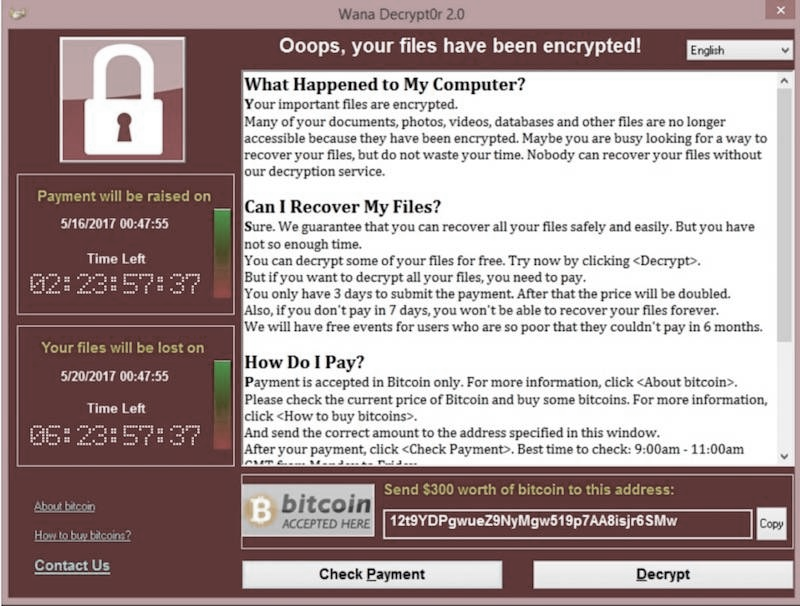 Wana Decrypt0r 2.0
Ooops, your files have been encrypted!
English
What Happened to My Computer?
Your important files are encrypted.
Many of your documents, photos, videos, databases and other files are no longer
accessible because they have been encrypted. Maybe you are busy looking for a way to
recover your files, but do not waste your time. Nobody can recover your files without
our decryption service.
Can I Recover My Files?
Sure. We guarantee that you can recover all your files safely and easily. But you have
not so enough time.
You can decrypt some of your files for free. Try now by clicking <Decrypt>.
But if you want to decrypt all your files, you need to pay.
You only have 3 days to submit the payment. After that the price will be doubled.
Also, if you don't pay in 7 days, you won't be able to recover your files forever.
We will have free events for users who are so poor that they couldn't pay in 6 months.
How Do I Pay?
Payment is accepted in Bitcoin only. For more information, click <About bitcoin>.
Please check the current price of Bitcoin and buy some bitcoins. For more information,
click <How to buy bitcoins>.
And send the correct amount to the address specified in this window.
After your payment, click <Check Payment>. Best time to check: 9:00am - 11:00am
GMT from Monday to Friday
Payment will be raised on
5/16/2017 00:47:55
Time Left
02:23:57:37
Your files will be lost on
5/20/2017 00:47:55
Time Left
06:23:57:37
About bitcoin
How to buy bitcoins?
Contact Us
bitcoin
ACCEPTED HERE
Send $300 worth of bitcoin to this address:
12t9YDPgwueZ9NyMgw519p7AA8isjr6SMw
Copy
Check Payment
Decrypt